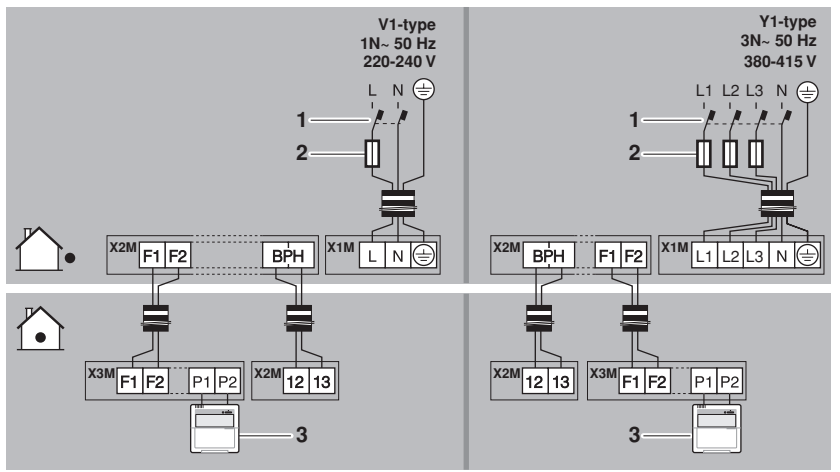 V1-type
1N~ 50 Hz
220-240 V
L N
1
2
X2M F1 F2 BPH X1M L N
X3M F1 F2 P1 P2 X2M 12 13
3
Y1-type
3N~ 50 Hz
380-415 V
L1 L2 L3 N
1
2
X2M BPH F1 F2 X1M L1 L2 L3 N
X2M 12 13 X3M F1 F2 P1 P2
3